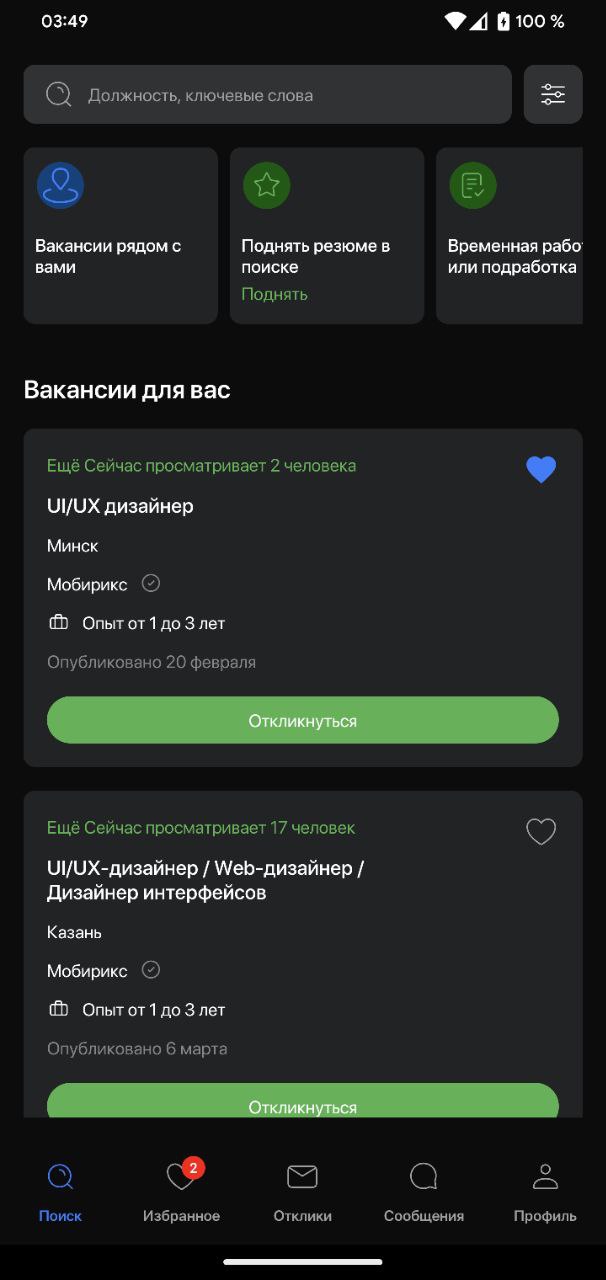 03:49
100 %
Должность, ключевые слова
Вакансии рядом с
вами
Поднять резюме в
поиске
Поднять
Временная рабо
или подработка
Вакансии для вас
Ещё Сейчас просматривает 2 человека
UI/UX дизайнер
Минск
Мобирикс
Опыт от 1 до 3 лет
Опубликовано 20 февраля
Откликнуться
Ещё Сейчас просматривает 17 человек
UI/UX-дизайнер / Web-дизайнер /
Дизайнер интерфейсов
Казань
Мобирикс
Опыт от 1 до 3 лет
Опубликовано 6 марта
Откликнуться
2
Поиск
Избранное
Отклики
Сообщения
Профиль